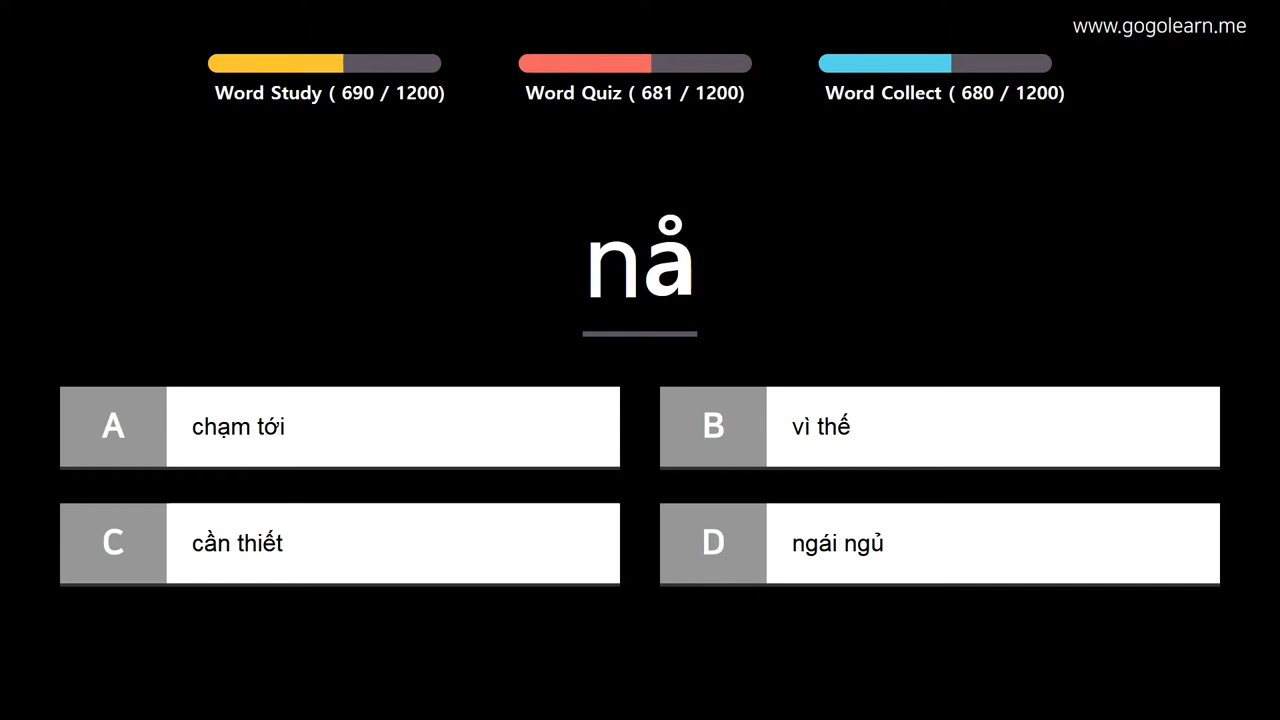 www.gogolearn.me
Word Study ( 690 / 1200)
Word Quiz ( 681 / 1200)
Word Collect ( 680 / 1200)
nå
A chạm tới
B vì thế
C cần thiết
D ngái ngủ